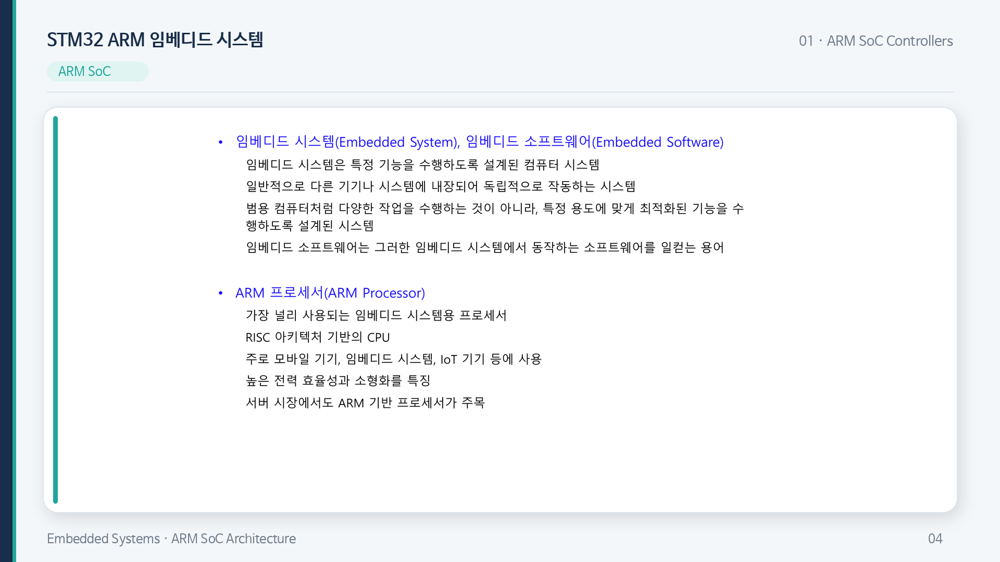 STM32 ARM 임베디드 시스템
01 · ARM SoC Controllers
ARM SoC
• 임베디드 시스템(Embedded System), 임베디드 소프트웨어(Embedded Software)
임베디드 시스템은 특정 기능을 수행하도록 설계된 컴퓨터 시스템
일반적으로 다른 기기나 시스템에 내장되어 독립적으로 작동하는 시스템
범용 컴퓨터처럼 다양한 작업을 수행하는 것이 아니라, 특정 용도에 맞게 최적화된 기능을 수
행하도록 설계된 시스템
임베디드 소프트웨어는 그러한 임베디드 시스템에서 동작하는 소프트웨어를 일컫는 용어
• ARM 프로세서(ARM Processor)
가장 널리 사용되는 임베디드 시스템용 프로세서
RISC 아키텍처 기반의 CPU
주로 모바일 기기, 임베디드 시스템, IoT 기기 등에 사용
높은 전력 효율성과 소형화를 특징
서버 시장에서도 ARM 기반 프로세서가 주목
Embedded Systems · ARM SoC Architecture
04